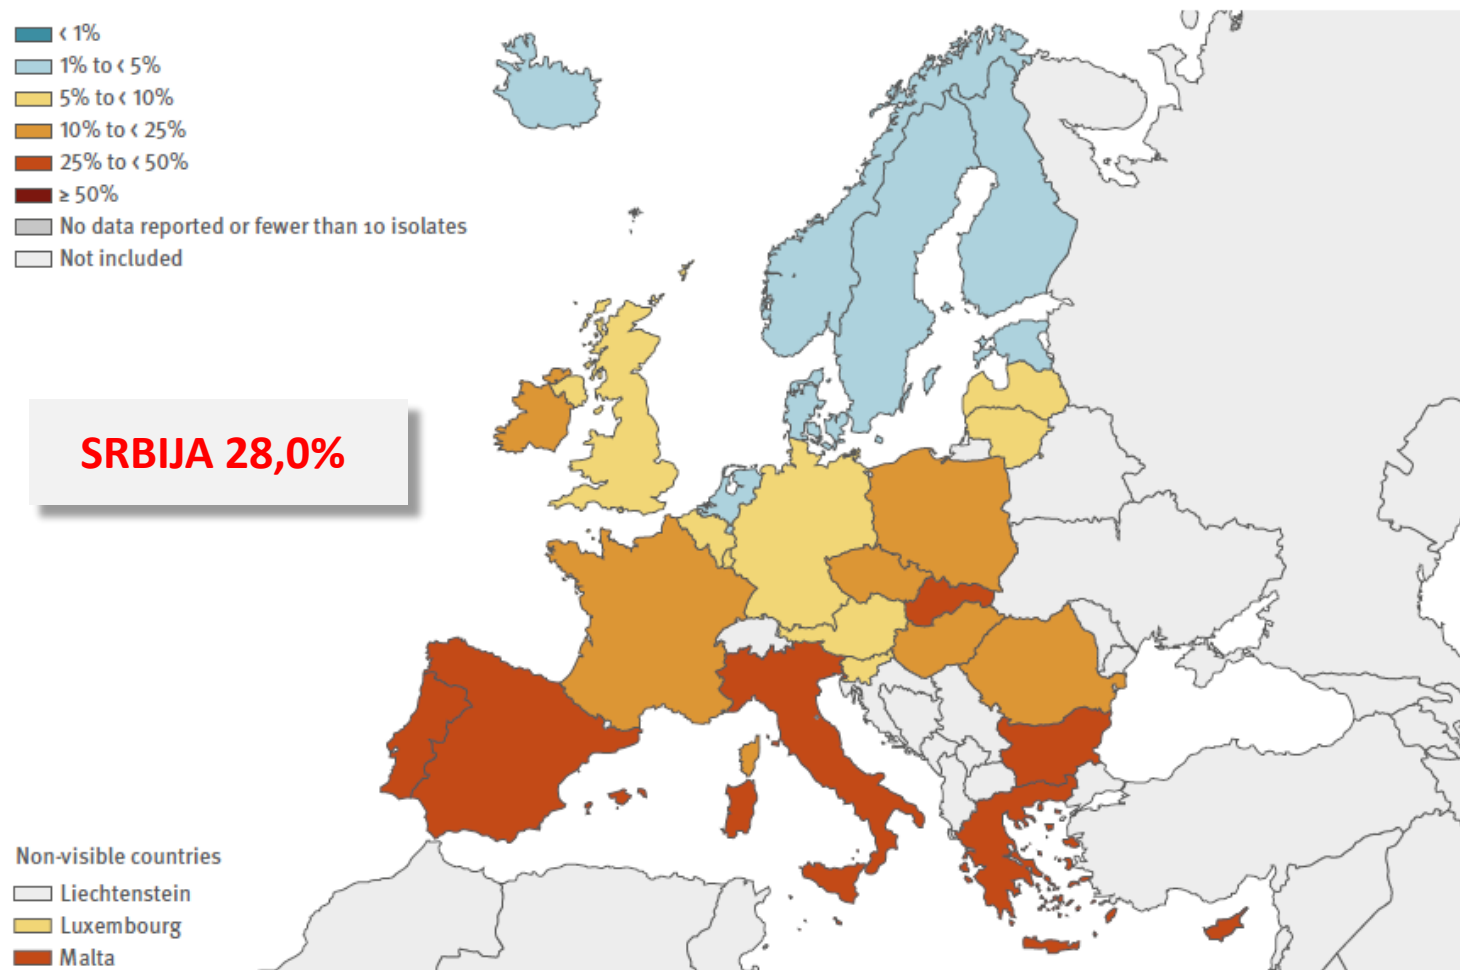 < 1%
1% to < 5%
5% to < 10%
10% to < 25%
25% to < 50%
≥ 50%
No data reported or fewer than 10 isolates
Not included
SRBIJA 28,0%
Non-visible countries
Liechtenstein
Luxembourg
Malta